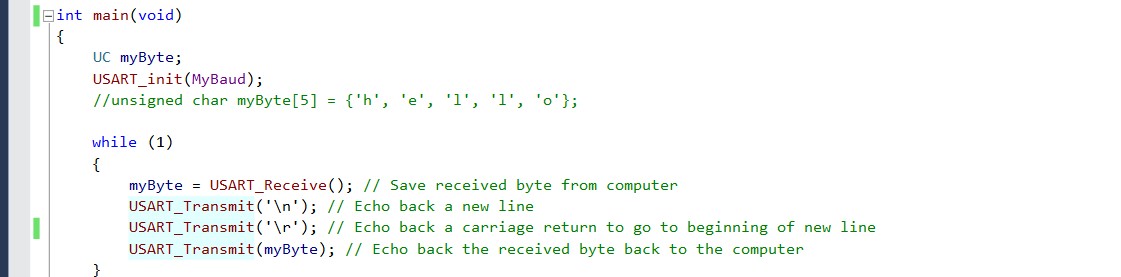 int main(void)
{
UC myByte;
USART_init(MyBaud);
//unsigned char myByte[5] = {'h', 'e', 'l', 'l', 'o'};
while (1)
{
myByte = USART_Receive(); // Save received byte from computer
USART_Transmit('\n'); // Echo back a new line
USART_Transmit('\r'); // Echo back a carriage return to go to beginning of new line
USART_Transmit(myByte); // Echo back the received byte back to the computer
}